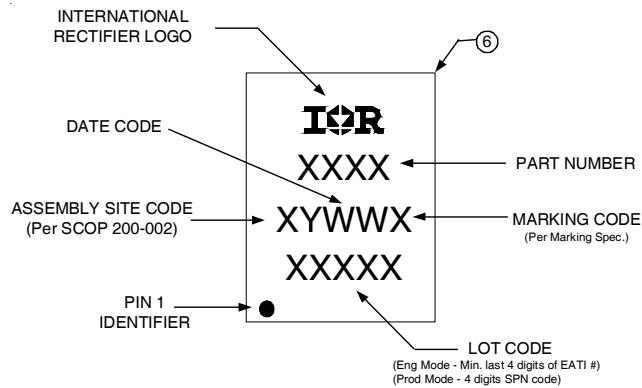 INTERNATIONAL
RECTIFIER LOGO
6
IOR
DATE CODE
XXXX
PART NUMBER
ASSEMBLY SITE CODE
(Per SCOP 200-002)
XYWWX
MARKING CODE
(Per Marking Spec.)
XXXXX
PIN 1
IDENTIFIER
LOT CODE
(Eng Mode - Min. last 4 digits of EATI #)
(Prod Mode - 4 digits SPN code)